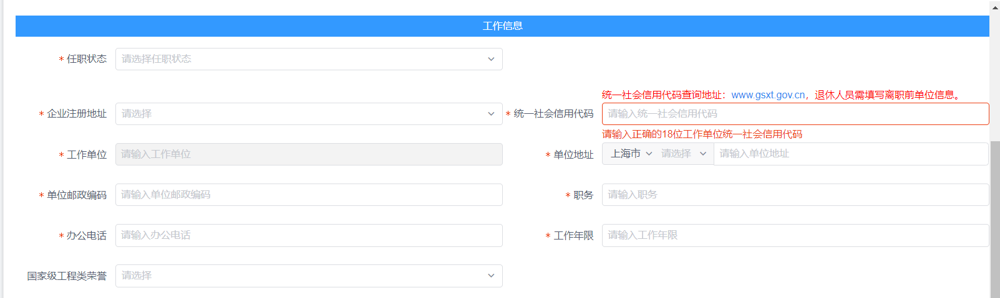 工作信息
* 任职状态 请选择任职状态
统一社会信用代码查询地址：www.gsxt.gov.cn，退休人员需填写离职前单位信息。
* 企业注册地址 请选择 * 统一社会信用代码 请输入统一社会信用代码
请输入正确的18位工作单位统一社会信用代码
* 工作单位 请输入工作单位 * 单位地址 上海市 请选择 请输入单位地址
* 单位邮政编码 请输入单位邮政编码 * 职务 请输入职务
* 办公电话 请输入办公电话 * 工作年限 请输入工作年限
国家级工程类荣誉 请选择